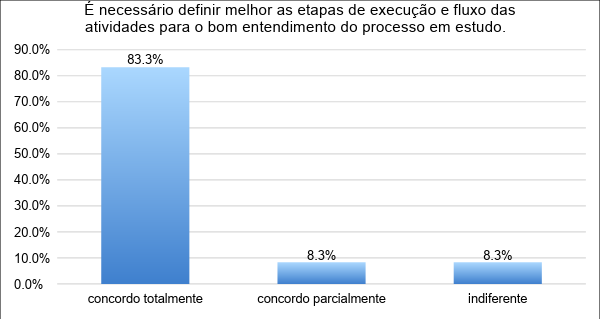 É necessário definir melhor as etapas de execução e fluxo das
atividades para o bom entendimento do processo em estudo.
90.0%
83.3%
80.0%
70.0%
60.0%
50.0%
40.0%
30.0%
20.0%
10.0%
8.3%
8.3%
0.0%
concordo totalmente
concordo parcialmente
indiferente